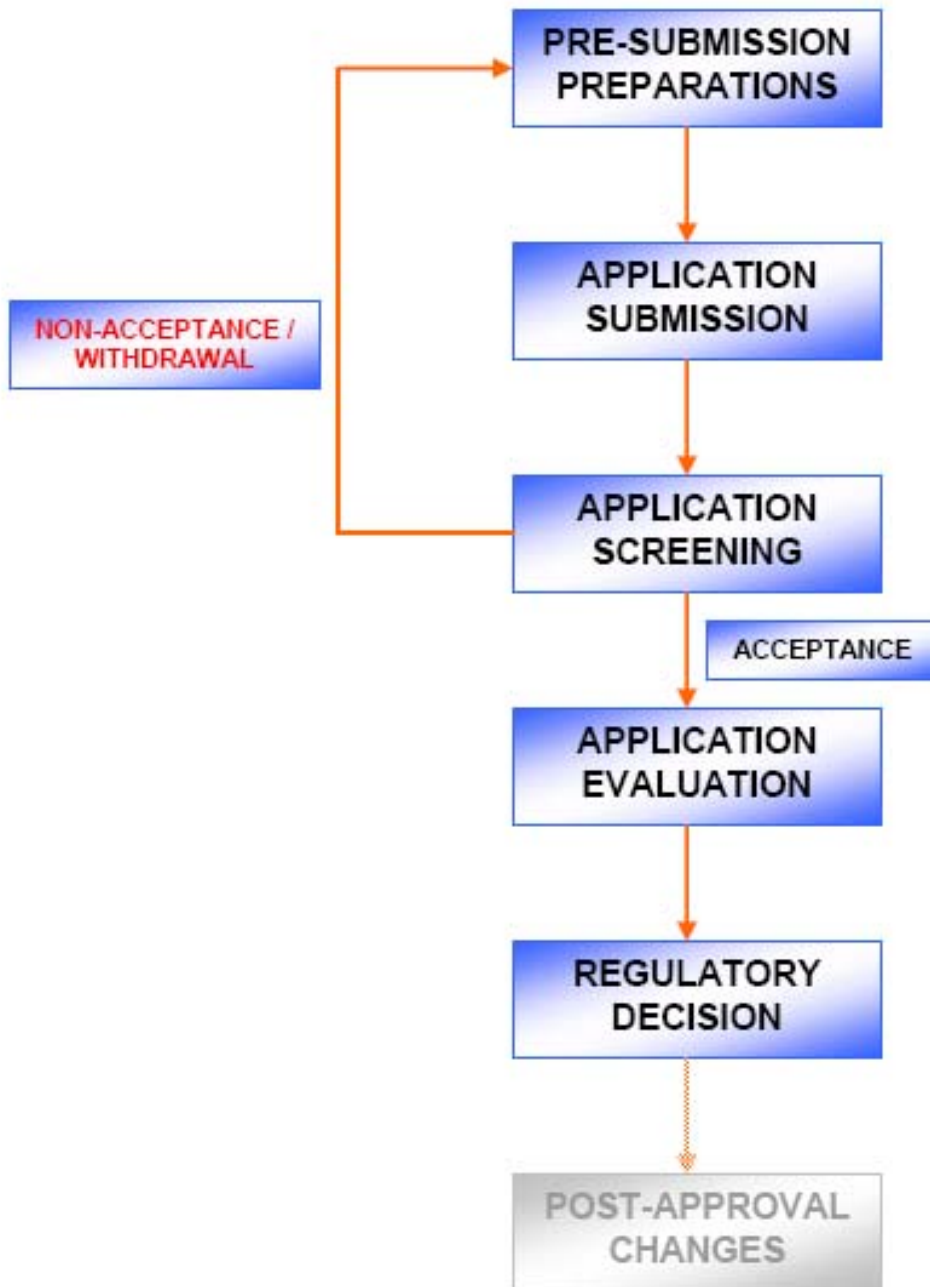 PRE-SUBMISSION
PREPARATIONS
APPLICATION
SUBMISSION
NON-ACCEPTANCE /
WITHDRAWAL
APPLICATION
SCREENING
ACCEPTANCE
APPLICATION
EVALUATION
REGULATORY
DECISION
POST-APPROVAL
CHANGES